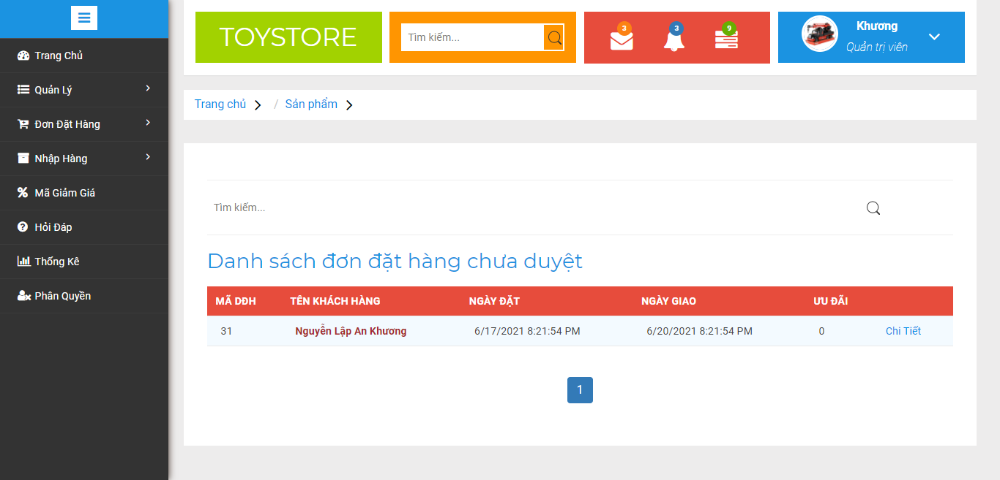 TOYSTORE
Tìm kiếm...
3
3
9
Khương
Quản trị viên
Trang Chủ
Quản Lý
Đơn Đặt Hàng
Nhập Hàng
Mã Giảm Giá
Hỏi Đáp
Thống Kê
Phân Quyền
Trang chủ / Sản phẩm
Tìm kiếm...
Danh sách đơn đặt hàng chưa duyệt
MÃ DĐH TÊN KHÁCH HÀNG NGÀY ĐẶT NGÀY GIAO ƯU ĐÃI
31 Nguyễn Lập An Khương 6/17/2021 8:21:54 PM 6/20/2021 8:21:54 PM 0 Chi Tiết
1